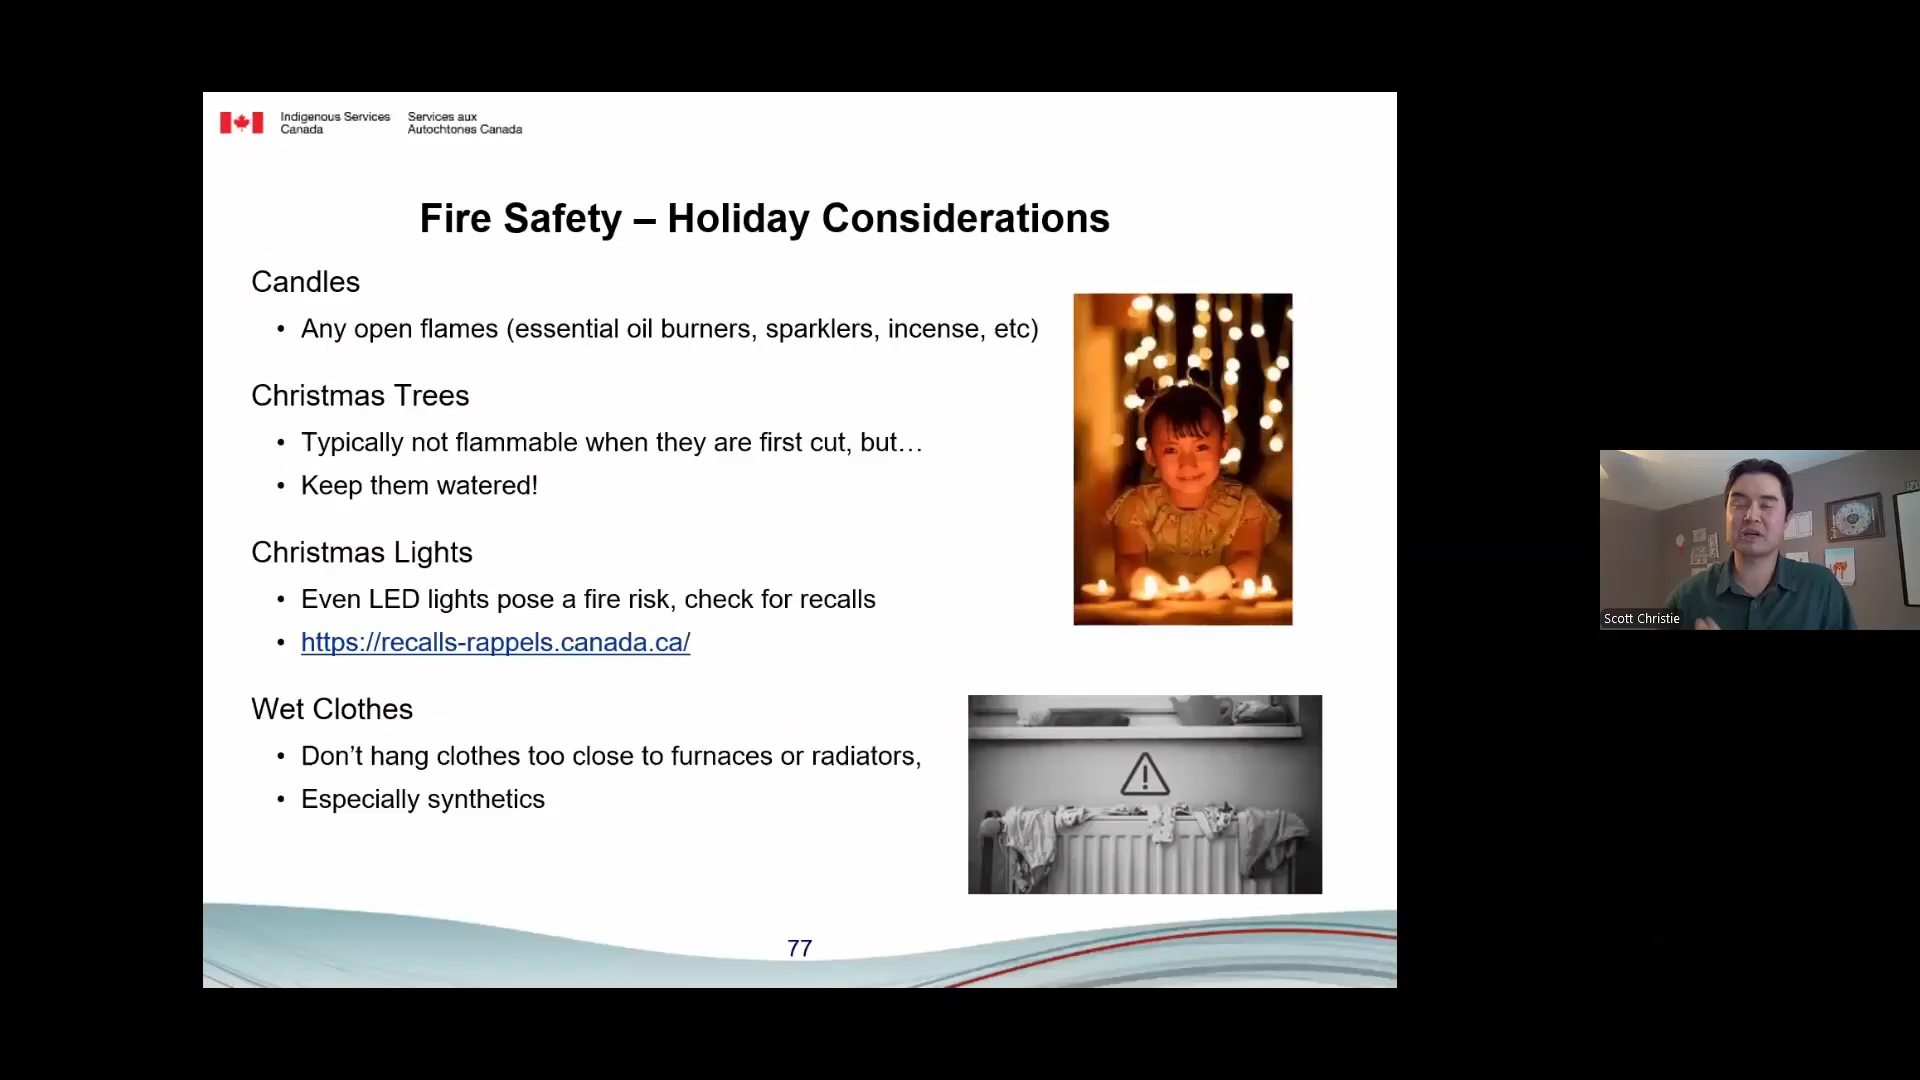 Indigenous Services
Canada
Services aux
Autochtones Canada
Fire Safety – Holiday Considerations
Candles
• Any open flames (essential oil burners, sparklers, incense, etc)
Christmas Trees
• Typically not flammable when they are first cut, but…
• Keep them watered!
Christmas Lights
• Even LED lights pose a fire risk, check for recalls
• https://recalls-rappels.canada.ca/
Wet Clothes
• Don’t hang clothes too close to furnaces or radiators,
• Especially synthetics
77
Scott Christie